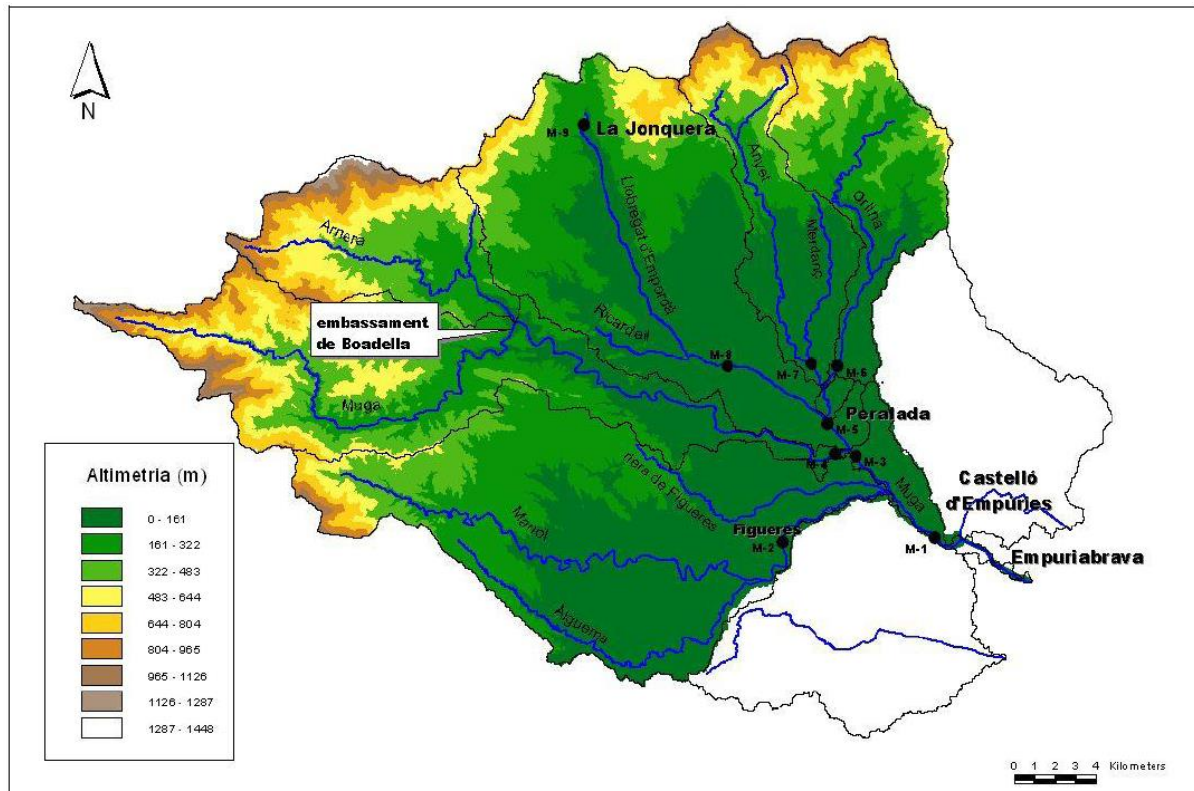 N
M-9
La Jonquera
Anyet
Orlina
Merdanç
Llobregat d'Empordà
Arnera
Ricardell
embassament
de Boadella
M-8
M-7
M-6
Muga
Peralada
M-5
M-4
M-3
riera de Figueres
Muga
Castelló
d'Empúries
Manol
Figueres
M-2
M-1
Empuriabrava
Alguema
Altimetria (m)
0 - 161
161 - 322
322 - 483
483 - 644
644 - 804
804 - 965
965 - 1126
1126 - 1287
1287 - 1448
0 1 2 3 4 Kilometers